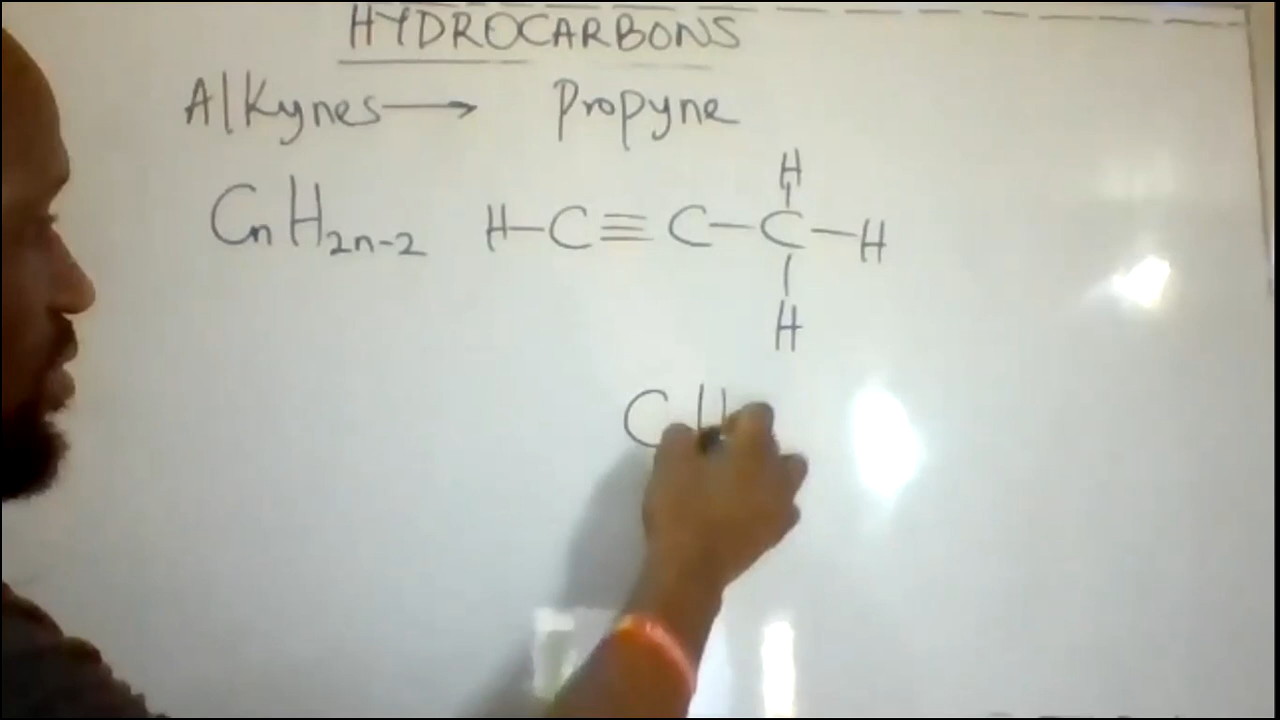 HYDROCARBONS
Alkynes → Propyne
H
CnH2n-2 H-C≡C-C-H
H
C H